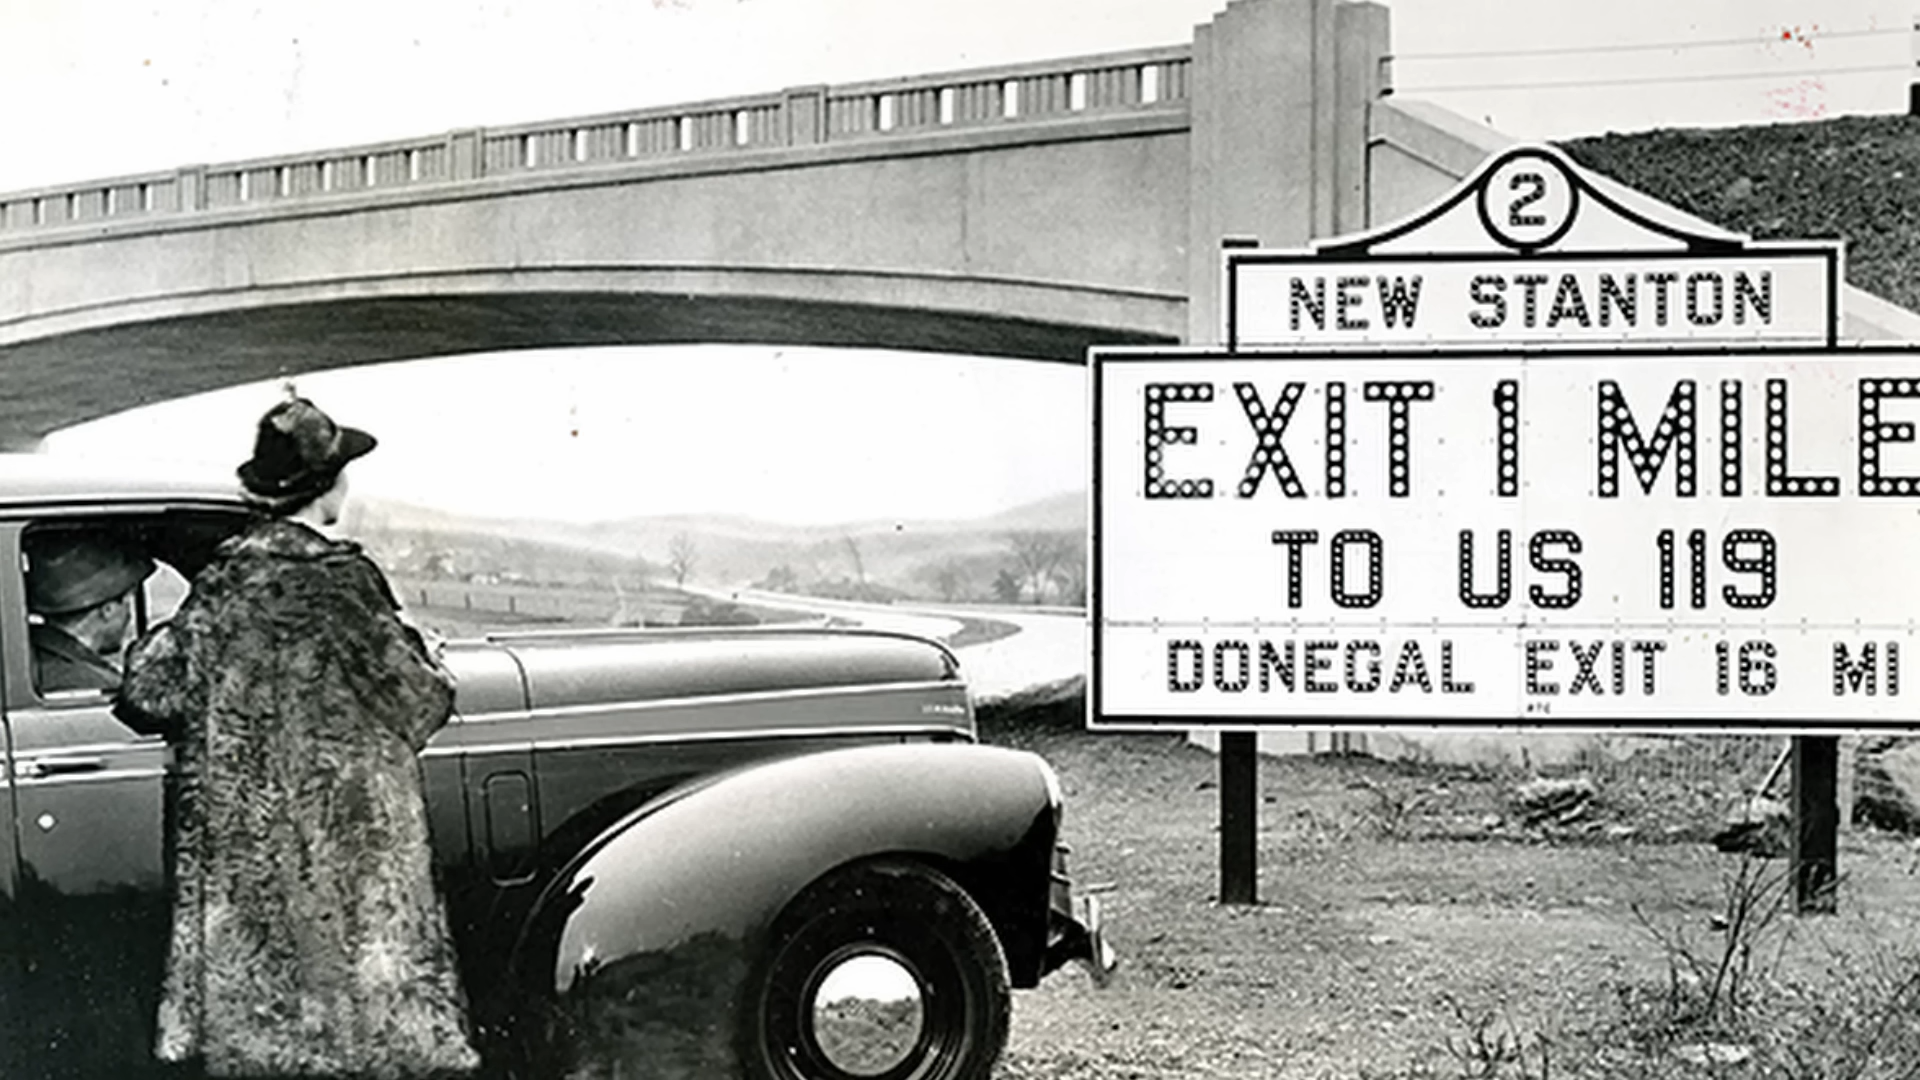 2
NEW STANTON
EXIT 1 MILE
TO US 119
DONEGAL EXIT 16 MI